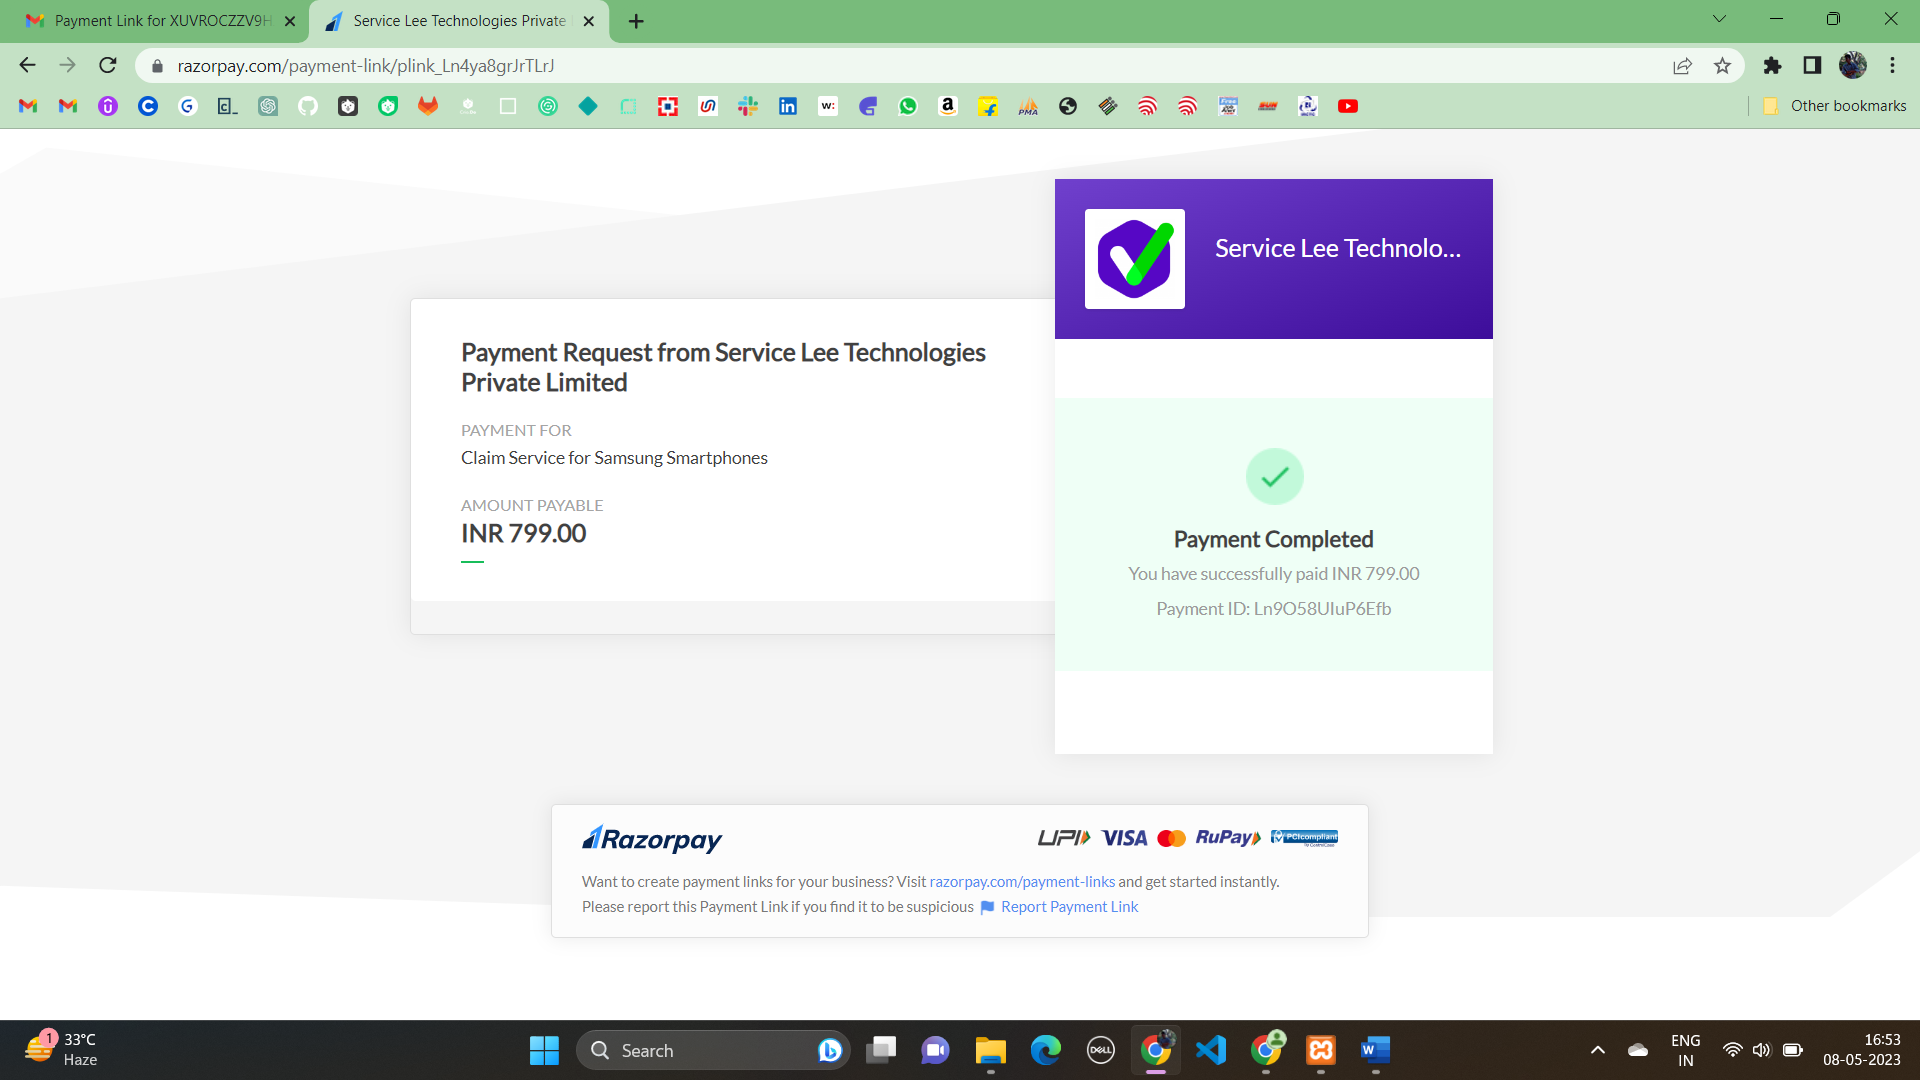 Payment Link for XUVROCZZV9H
Service Lee Technologies Private
razorpay.com/payment-link/plink_Ln4ya8grJrTLrJ
Other bookmarks
Service Lee Technolo...
Payment Request from Service Lee Technologies
Private Limited
PAYMENT FOR
Claim Service for Samsung Smartphones
AMOUNT PAYABLE
INR 799.00
Payment Completed
You have successfully paid INR 799.00
Payment ID: Ln9O58UIuP6Efb
Razorpay
UPI VISA RuPay PCIcompliant
Want to create payment links for your business? Visit razorpay.com/payment-links and get started instantly.
Please report this Payment Link if you find it to be suspicious Report Payment Link
1
33°C
Haze
Search
DELL
ENG
IN
16:53
08-05-2023